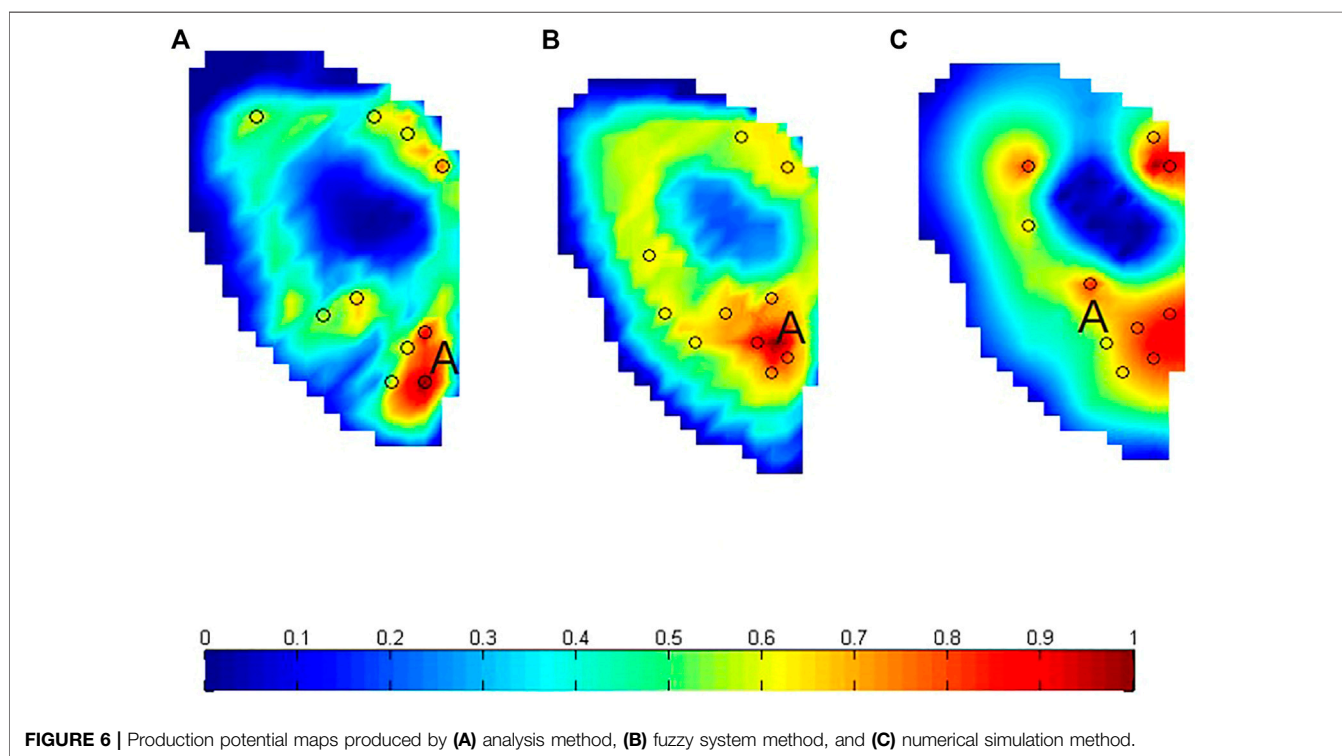 A B C
A A A
0 0.1 0.2 0.3 0.4 0.5 0.6 0.7 0.8 0.9 1
FIGURE 6 | Production potential maps produced by (A) analysis method, (B) fuzzy system method, and (C) numerical simulation method.